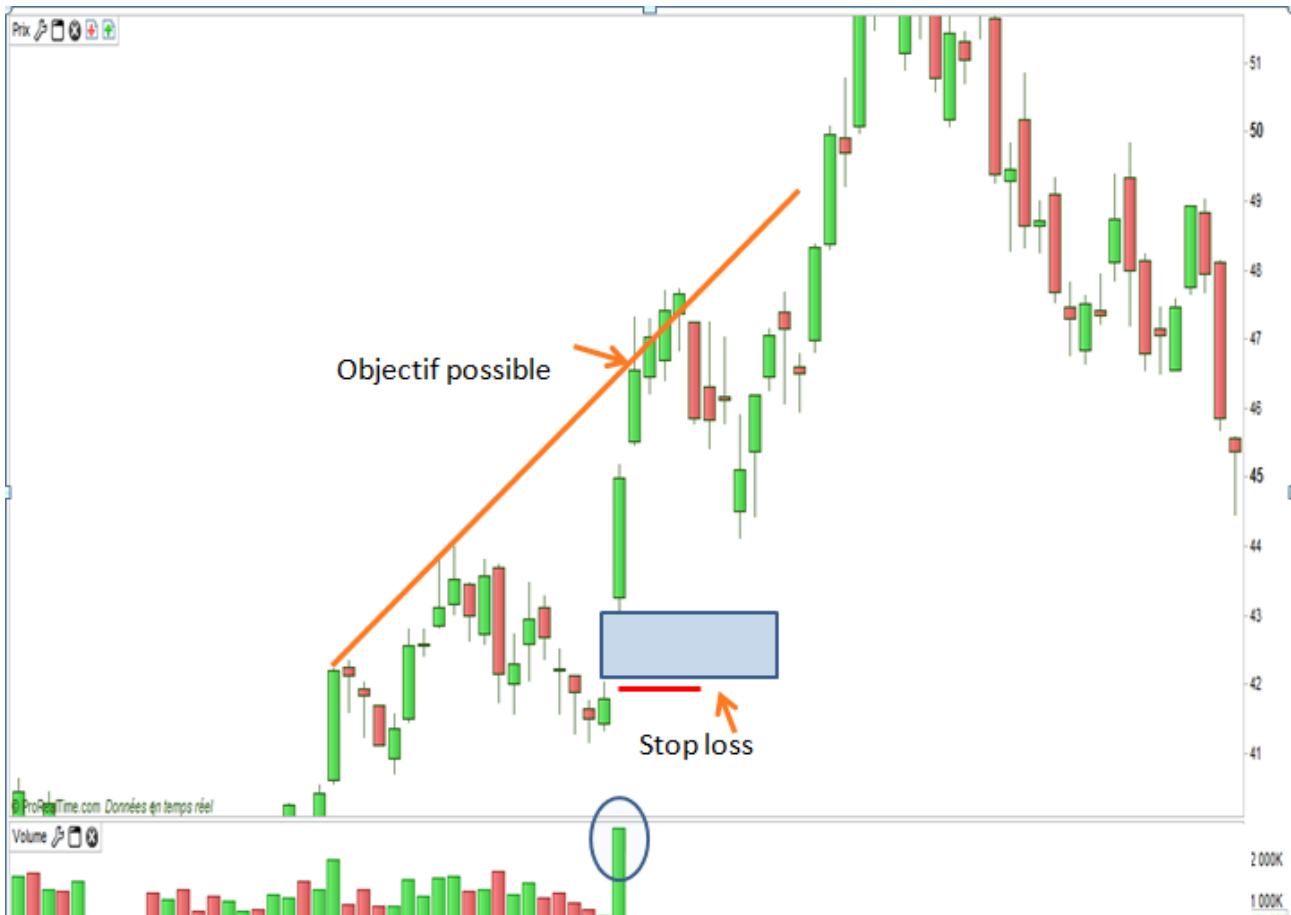 Prix
51
50
49
Objectif possible
48
47
46
45
44
43
42
Stop loss
41
© ProRealTime.com Données en temps réel
Volume
2 000K
1 000K